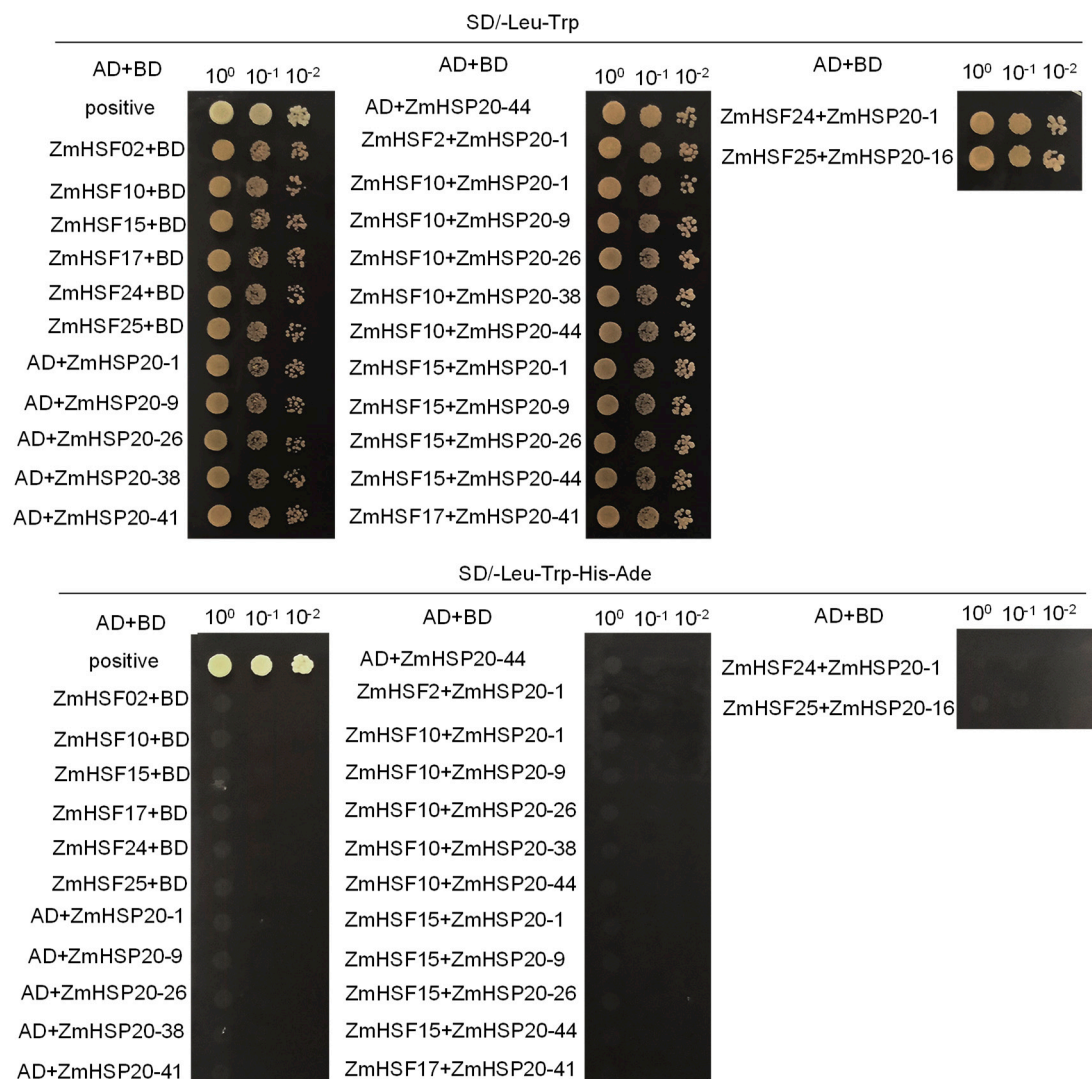 SD/-Leu-Trp
AD+BD
10⁰ 10⁻¹ 10⁻²
positive
ZmHSF02+BD
ZmHSF10+BD
ZmHSF15+BD
ZmHSF17+BD
ZmHSF24+BD
ZmHSF25+BD
AD+ZmHSP20-1
AD+ZmHSP20-9
AD+ZmHSP20-26
AD+ZmHSP20-38
AD+ZmHSP20-41
AD+BD
10⁰ 10⁻¹ 10⁻²
AD+ZmHSP20-44
ZmHSF2+ZmHSP20-1
ZmHSF10+ZmHSP20-1
ZmHSF10+ZmHSP20-9
ZmHSF10+ZmHSP20-26
ZmHSF10+ZmHSP20-38
ZmHSF10+ZmHSP20-44
ZmHSF15+ZmHSP20-1
ZmHSF15+ZmHSP20-9
ZmHSF15+ZmHSP20-26
ZmHSF15+ZmHSP20-44
ZmHSF17+ZmHSP20-41
AD+BD
10⁰ 10⁻¹ 10⁻²
ZmHSF24+ZmHSP20-1
ZmHSF25+ZmHSP20-16
SD/-Leu-Trp-His-Ade
AD+BD
10⁰ 10⁻¹ 10⁻²
positive
ZmHSF02+BD
ZmHSF10+BD
ZmHSF15+BD
ZmHSF17+BD
ZmHSF24+BD
ZmHSF25+BD
AD+ZmHSP20-1
AD+ZmHSP20-9
AD+ZmHSP20-26
AD+ZmHSP20-38
AD+ZmHSP20-41
AD+BD
10⁰ 10⁻¹ 10⁻²
AD+ZmHSP20-44
ZmHSF2+ZmHSP20-1
ZmHSF10+ZmHSP20-1
ZmHSF10+ZmHSP20-9
ZmHSF10+ZmHSP20-26
ZmHSF10+ZmHSP20-38
ZmHSF10+ZmHSP20-44
ZmHSF15+ZmHSP20-1
ZmHSF15+ZmHSP20-9
ZmHSF15+ZmHSP20-26
ZmHSF15+ZmHSP20-44
ZmHSF17+ZmHSP20-41
AD+BD
10⁰ 10⁻¹ 10⁻²
ZmHSF24+ZmHSP20-1
ZmHSF25+ZmHSP20-16